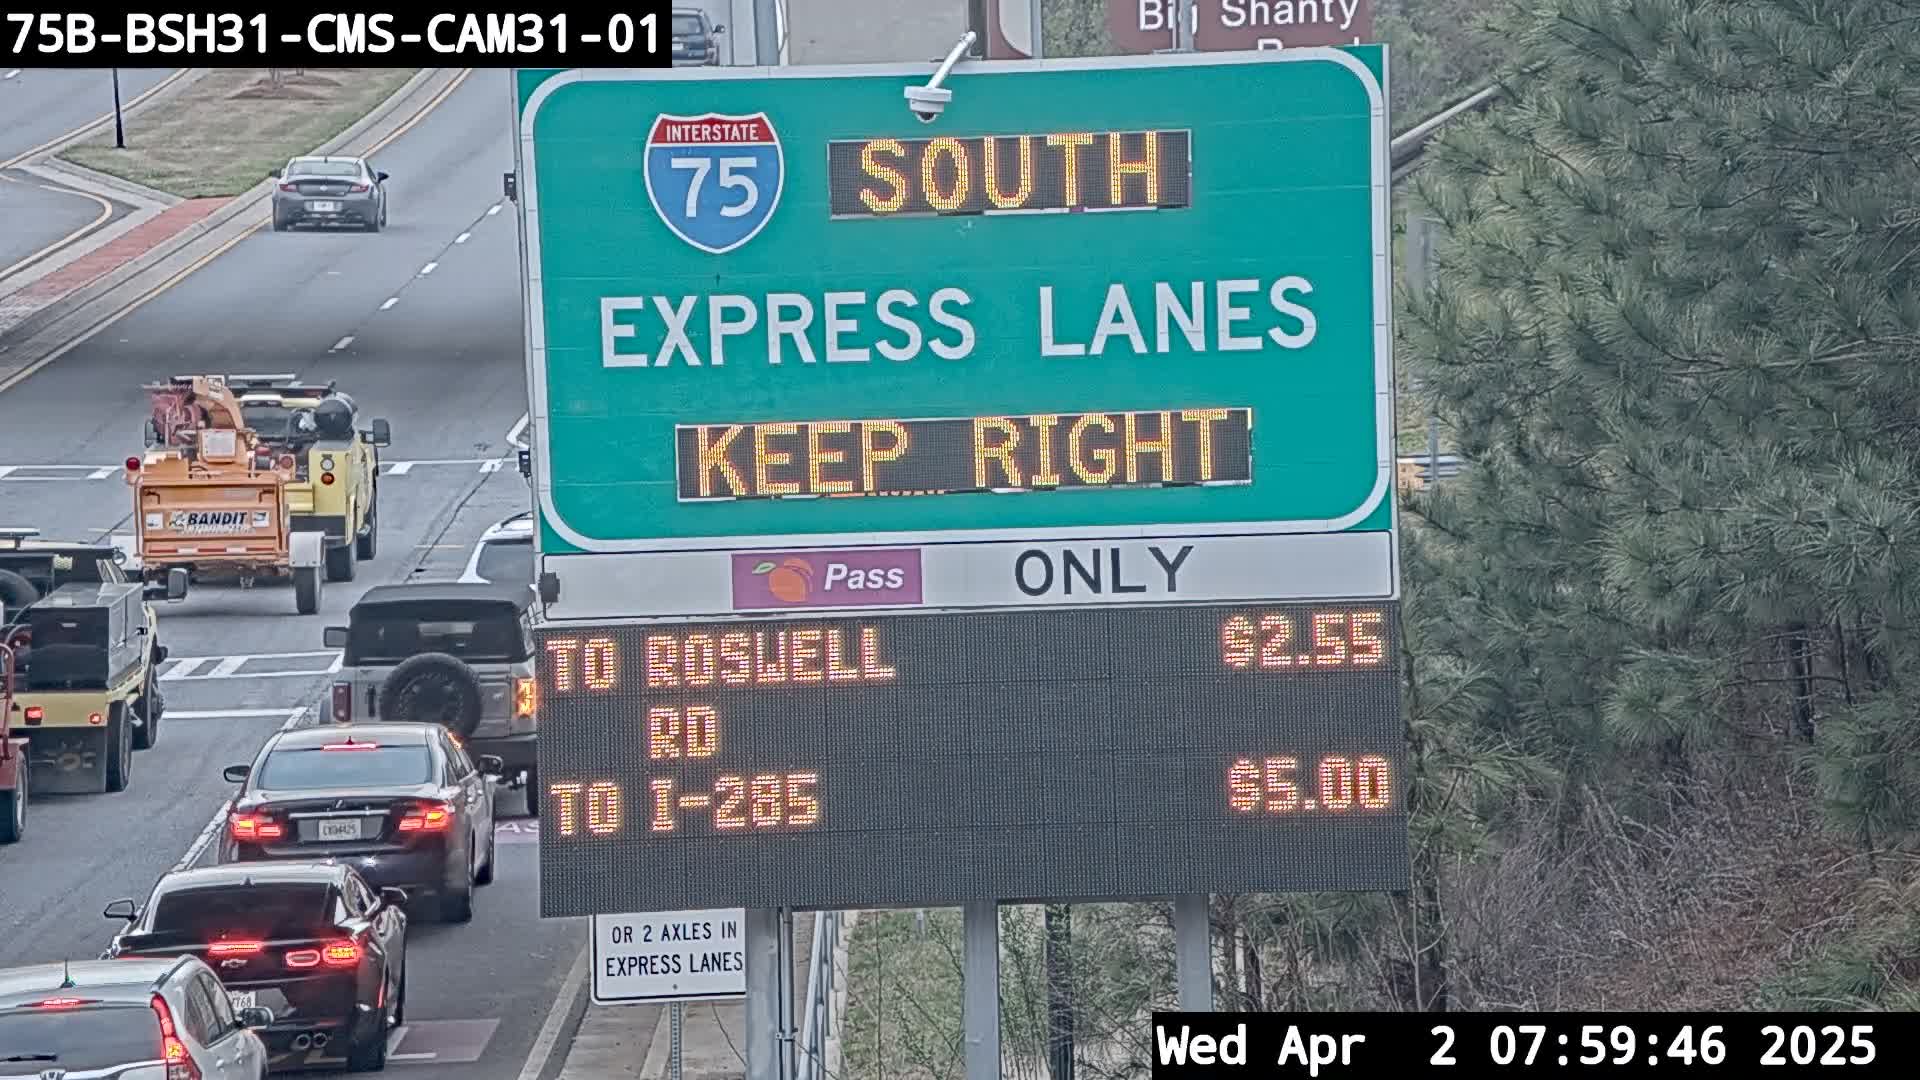 75B-BSH31-CMS-CAM31-01
Big Shanty
INTERSTATE
75
SOUTH
EXPRESS LANES
KEEP RIGHT
BANDIT
Pass
ONLY
TO ROSWELL $2.55
RD
TO I-285 $5.00
OR 2 AXLES IN
EXPRESS LANES
Wed Apr 2 07:59:46 2025